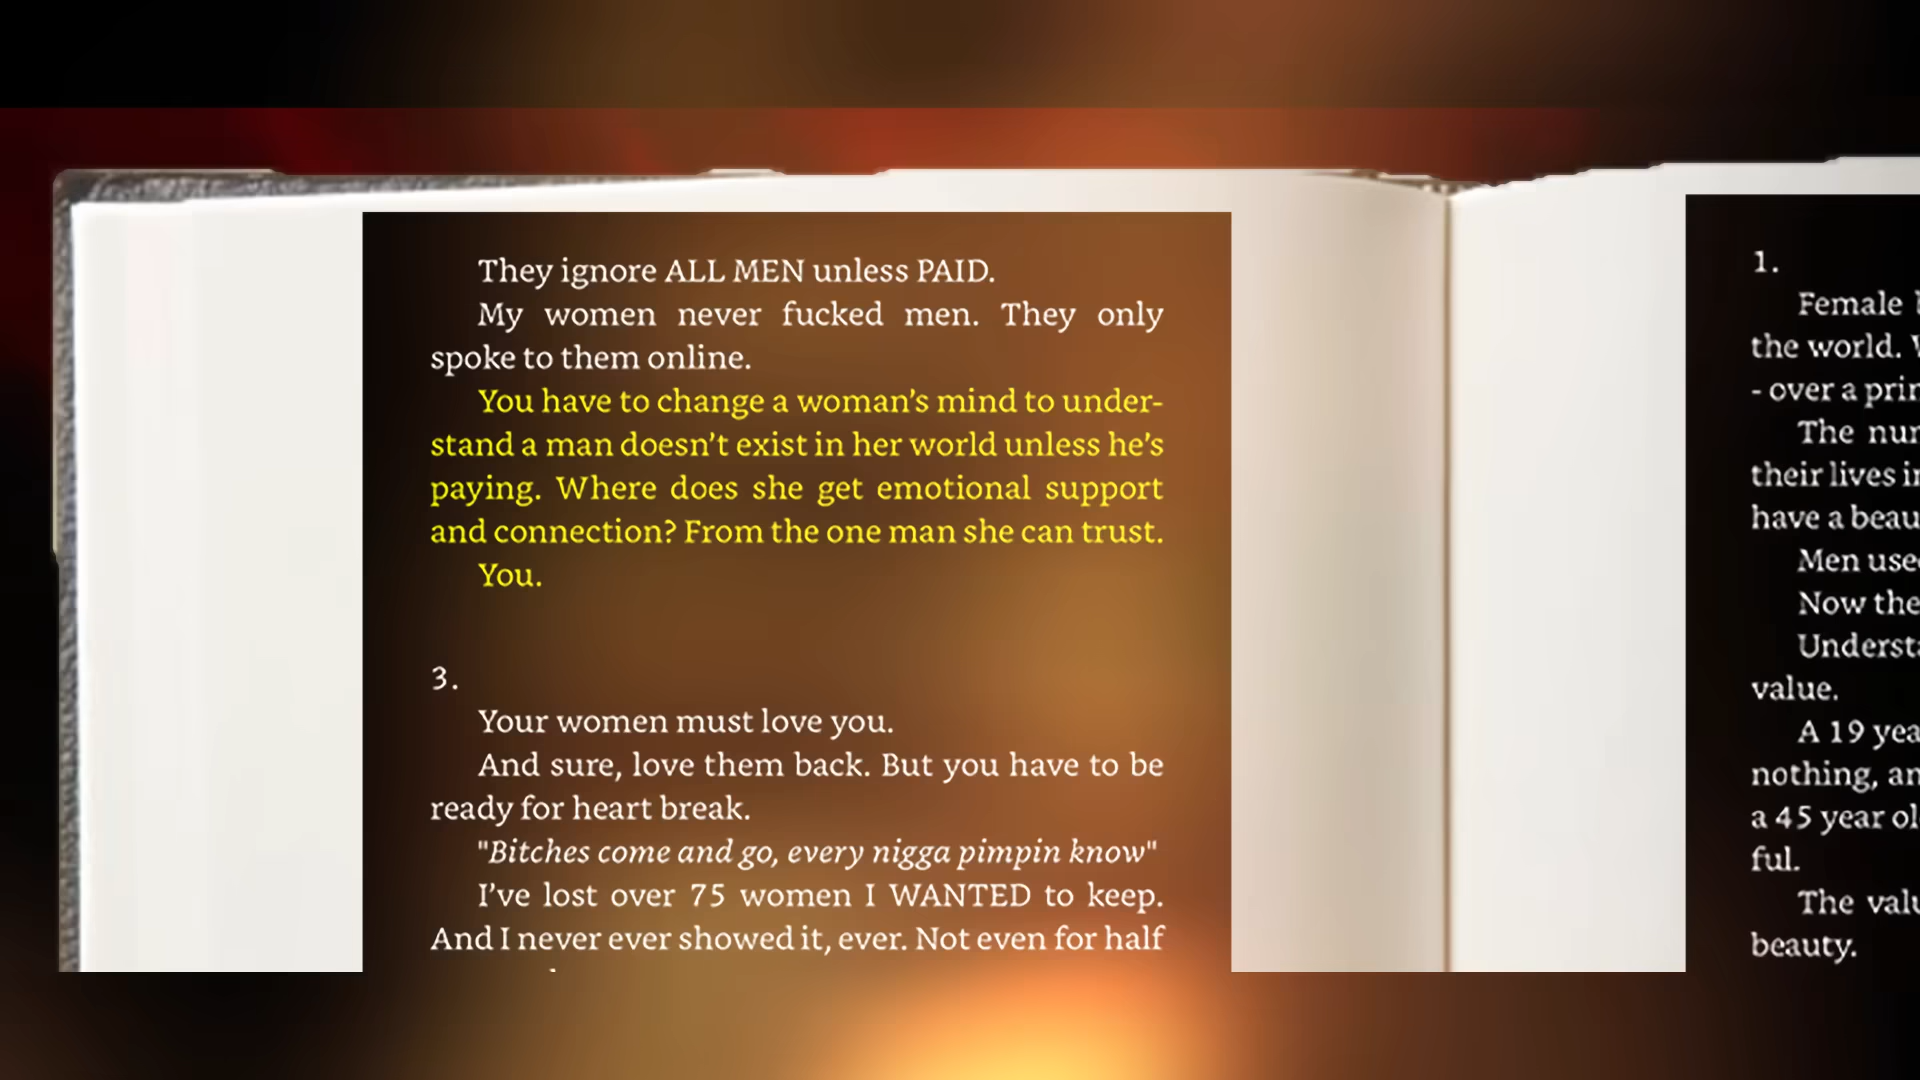 They ignore ALL MEN unless PAID.
My women never fucked men. They only
spoke to them online.
You have to change a woman's mind to under-
stand a man doesn't exist in her world unless he's
paying. Where does she get emotional support
and connection? From the one man she can trust.
You.
3.
Your women must love you.
And sure, love them back. But you have to be
ready for heart break.
"Bitches come and go, every nigga pimpin know"
I've lost over 75 women I WANTED to keep.
And I never ever showed it, ever. Not even for half
1.
Female
the world.
- over a
The
their lives
have a
Men
Now
value.
A 19
nothing,
a 45 year
ful.
The
beauty.